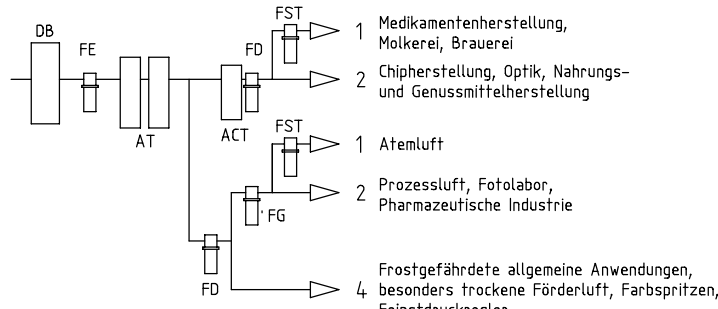 DB
FE
AT
ACT
FD
FST
1 Medikamentenherstellung,
Molkerei, Brauerei
2 Chipherstellung, Optik, Nahrungs-
und Genussmittelherstellung
FST
1 Atemluft
FG
2 Prozessluft, Fotolabor,
Pharmazeutische Industrie
FD
4 Frostgefährdete allgemeine Anwendungen,
besonders trockene Förderluft, Farbspritzen,